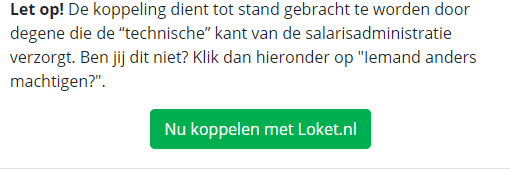 Let op! De koppeling dient tot stand gebracht te worden door
degene die de “technische” kant van de salarisadministratie
verzorgt. Ben jij dit niet? Klik dan hieronder op "Iemand anders
machtigen?".
Nu koppelen met Loket.nl